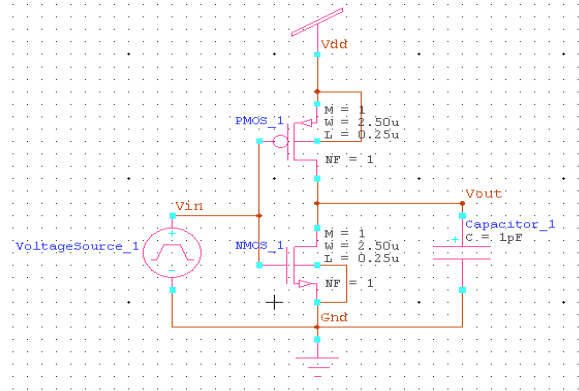 Vdd
PMOS_1
M = 1
W = 2.50u
L = 0.25u
NF = 1
Vin
Vout
VoltageSource_1
NMOS_1
M = 1
W = 2.50u
L = 0.25u
NF = 1
Capacitor_1
C = 1pF
Gnd